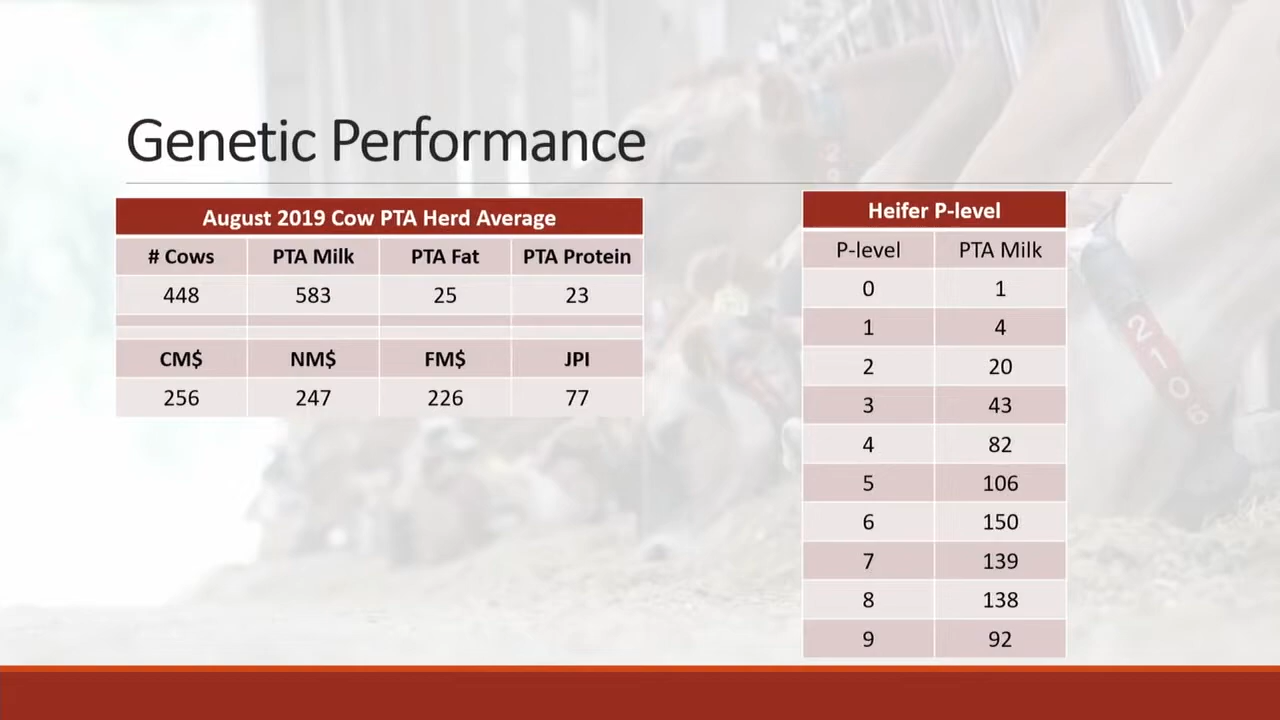 Genetic Performance
August 2019 Cow PTA Herd Average
# Cows PTA Milk PTA Fat PTA Protein
448 583 25 23
CM$ NM$ FM$ JPI
256 247 226 77
Heifer P-level
P-level PTA Milk
0 1
1 4
2 20
3 43
4 82
5 106
6 150
7 139
8 138
9 92